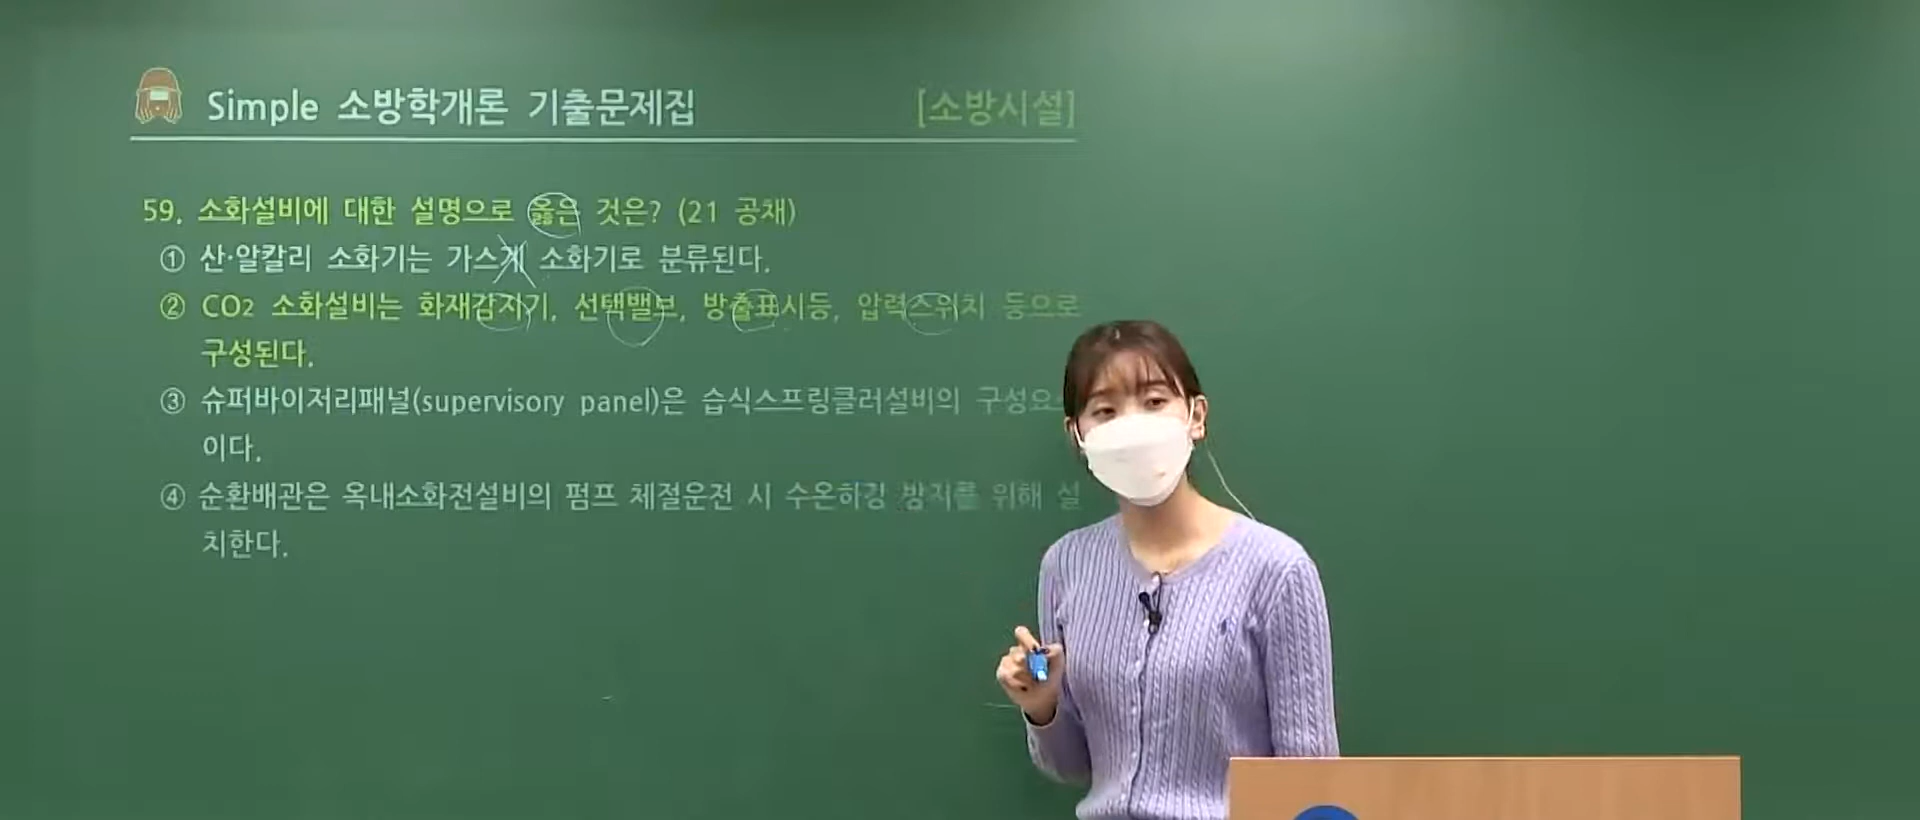 Simple 소방학개론 기출문제집 [소방시설]
59. 소화설비에 대한 설명으로 옳은 것은? (21 공채)
① 산·알칼리 소화기는 가스계 소화기로 분류된다.
② CO2 소화설비는 화재감지기, 선택밸브, 방출표시등, 압력스위치 등으로
구성된다.
③ 슈퍼바이저리패널(supervisory panel)은 습식스프링클러설비의
이다.
④ 순환배관은 옥내소화전설비의 펌프 체절운전 시 수온하강 방지를 위해 설
치한다.